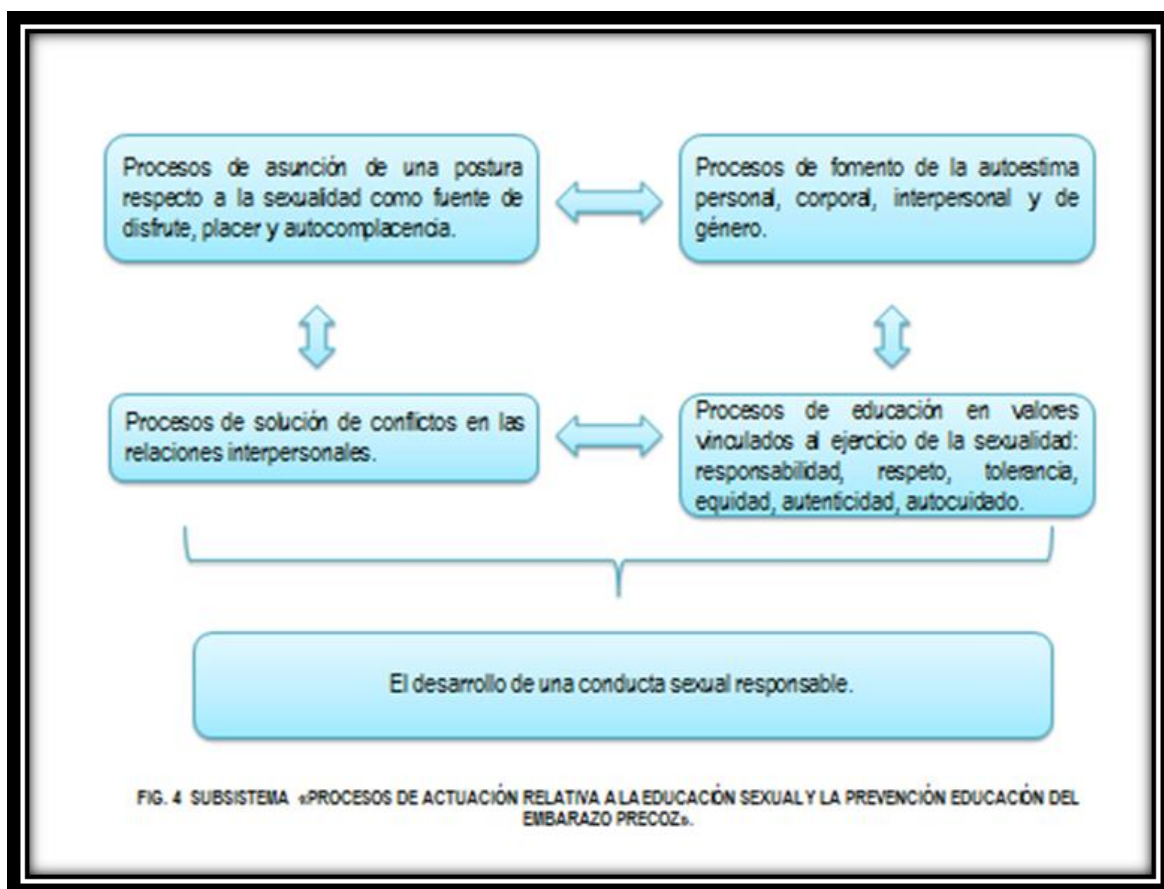 Procesos de asunción de una postura
respecto a la sexualidad como fuente de
disfrute, placer y autocomplacencia.
Procesos de fomento de la autoestima
personal, corporal, interpersonal y de
género.
Procesos de solución de conflictos en las
relaciones interpersonales.
Procesos de educación en valores
vinculados al ejercicio de la sexualidad:
responsabilidad, respeto, tolerancia,
equidad, autenticidad, autocuidado.
El desarrollo de una conducta sexual responsable.
FIG. 4 SUBSISTEMA «PROCESOS DE ACTUACIÓN RELATIVA A LA EDUCACIÓN SEXUAL Y LA PREVENCIÓN EDUCACIÓN DEL
EMBARAZO PRECOZ».